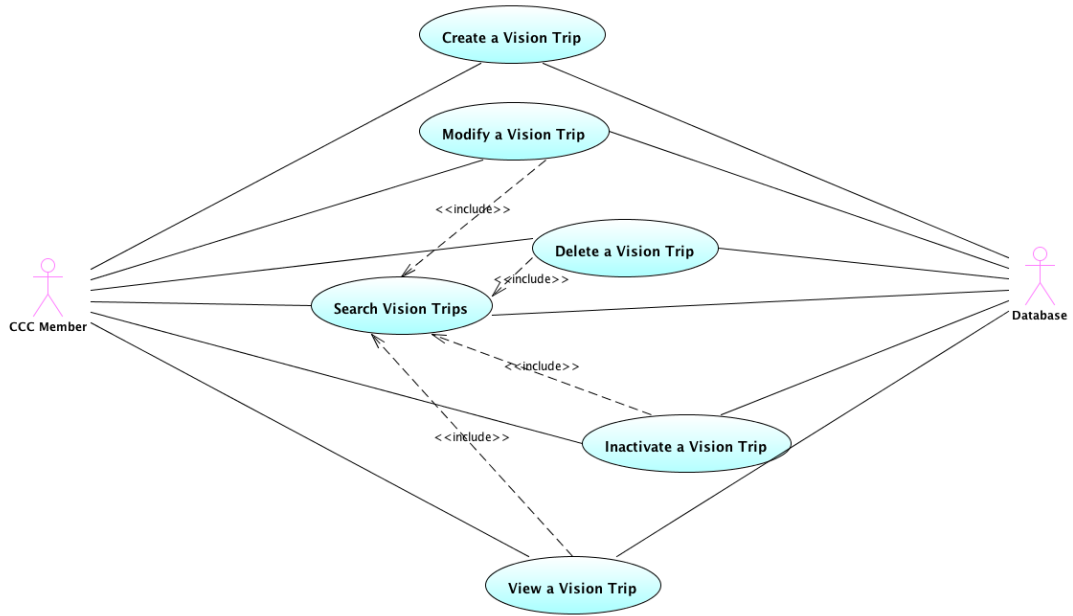 Create a Vision Trip
Modify a Vision Trip
<<include>>
Delete a Vision Trip
<<include>>
Search Vision Trips
CCC Member
Database
<<include>>
<<include>>
Inactivate a Vision Trip
View a Vision Trip